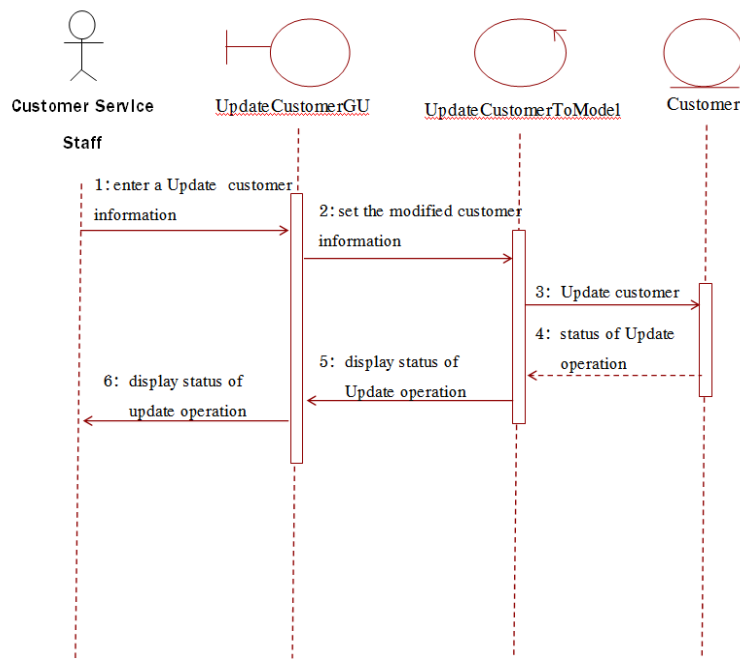 UpdateCustomerGU
UpdateCustomerToModel
Customer
Customer Service
Staff
1: enter a Update customer
information
2: set the modified customer
information
3: Update customer
4: status of Update
operation
5: display status of
Update operation
6: display status of
update operation